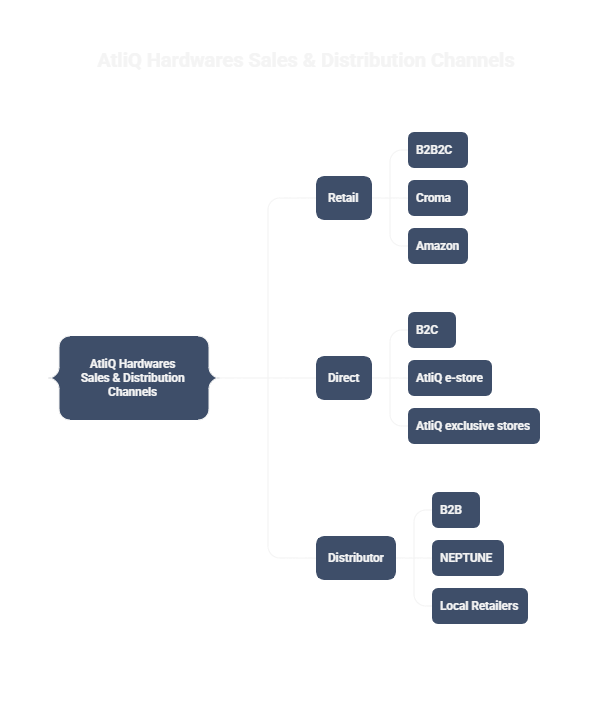 AtliQ Hardwares Sales & Distribution Channels
B2B2C
Retail
Croma
Amazon
B2C
AtliQ Hardwares
Sales & Distribution
Channels
Direct
AtliQ e-store
AtliQ exclusive stores
B2B
Distributor
NEPTUNE
Local Retailers